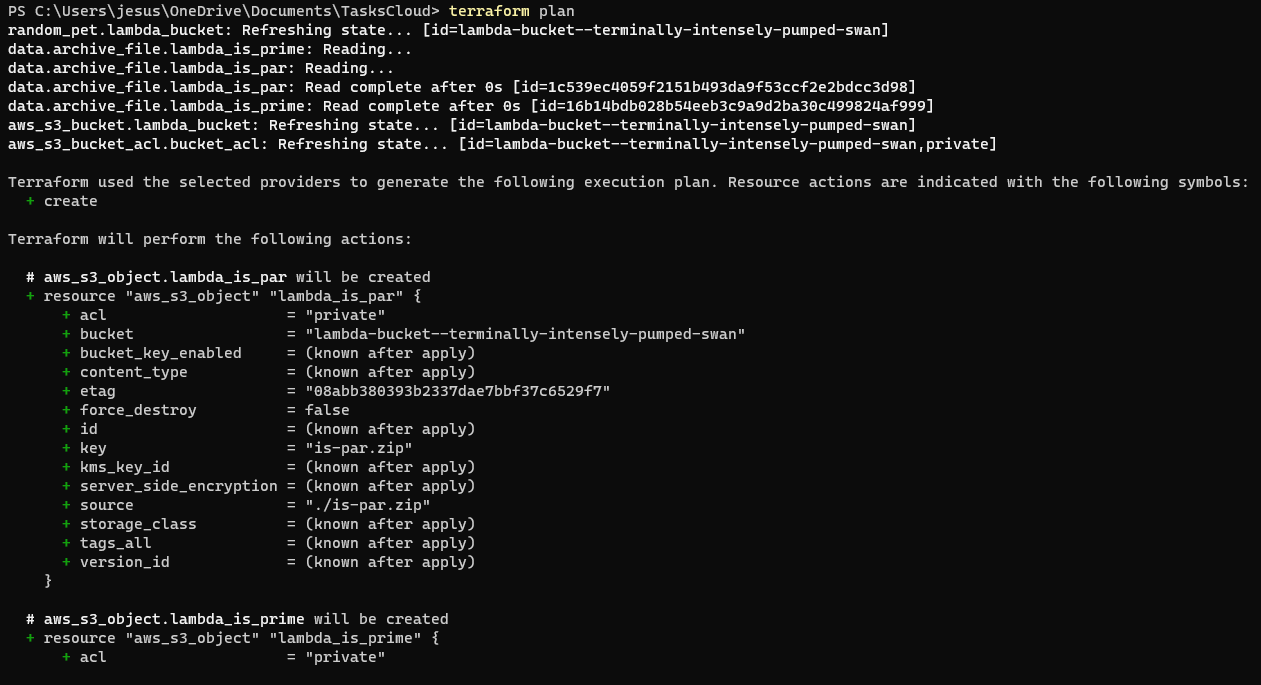 PS C:\Users\jesus\OneDrive\Documents\TasksCloud> terraform plan
random_pet.lambda_bucket: Refreshing state... [id=lambda-bucket--terminally-intensely-pumped-swan]
data.archive_file.lambda_is_prime: Reading...
data.archive_file.lambda_is_par: Reading...
data.archive_file.lambda_is_par: Read complete after 0s [id=1c539ec4059f2151b493da9f53ccf2e2bdcc3d98]
data.archive_file.lambda_is_prime: Read complete after 0s [id=16b14bdb028b54eeb3c9a9d2ba30c499824af999]
aws_s3_bucket.lambda_bucket: Refreshing state... [id=lambda-bucket--terminally-intensely-pumped-swan]
aws_s3_bucket_acl.bucket_acl: Refreshing state... [id=lambda-bucket--terminally-intensely-pumped-swan,private]

Terraform used the selected providers to generate the following execution plan. Resource actions are indicated with the following symbols:
  + create

Terraform will perform the following actions:

  # aws_s3_object.lambda_is_par will be created
  + resource "aws_s3_object" "lambda_is_par" {
      + acl                    = "private"
      + bucket                 = "lambda-bucket--terminally-intensely-pumped-swan"
      + bucket_key_enabled     = (known after apply)
      + content_type           = (known after apply)
      + etag                   = "08abb380393b2337dae7bbf37c6529f7"
      + force_destroy          = false
      + id                     = (known after apply)
      + key                    = "is-par.zip"
      + kms_key_id             = (known after apply)
      + server_side_encryption = (known after apply)
      + source                 = "./is-par.zip"
      + storage_class          = (known after apply)
      + tags_all               = (known after apply)
      + version_id             = (known after apply)
    }

  # aws_s3_object.lambda_is_prime will be created
  + resource "aws_s3_object" "lambda_is_prime" {
      + acl                    = "private"